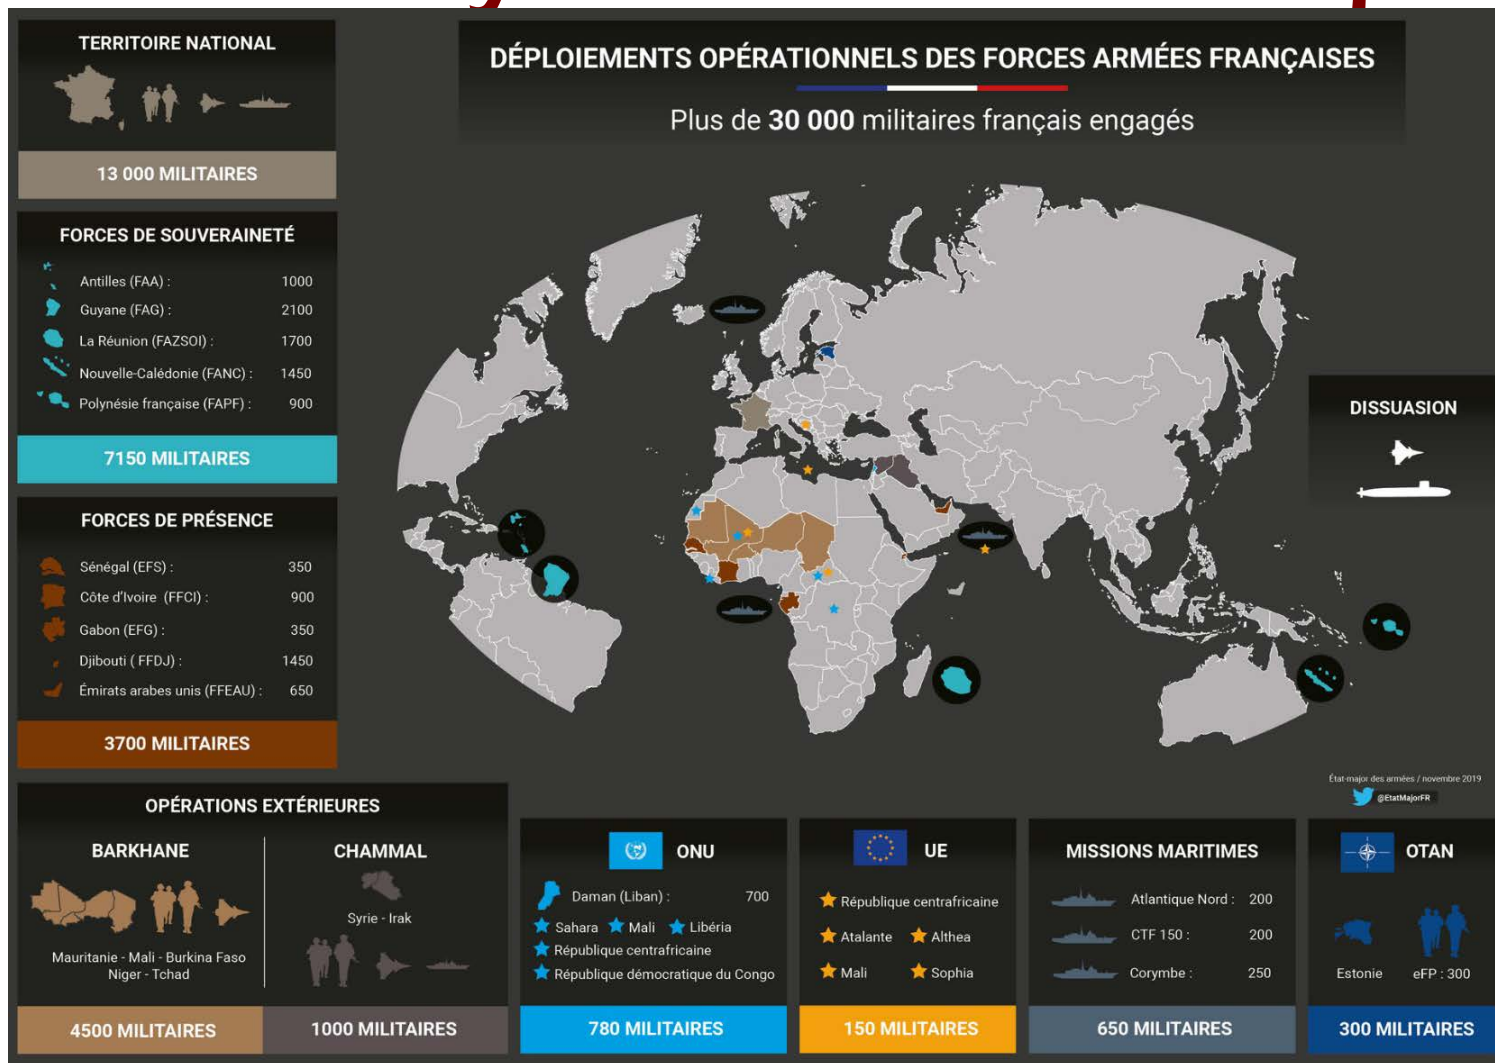 TERRITOIRE NATIONAL
13 000 MILITAIRES
DÉPLOIEMENTS OPÉRATIONNELS DES FORCES ARMÉES FRANÇAISES
Plus de 30 000 militaires français engagés
FORCES DE SOUVERAINETÉ
Antilles (FAA) : 1000
Guyane (FAG) : 2100
La Réunion (FAZSOI) : 1700
Nouvelle-Calédonie (FANC) : 1450
Polynésie française (FAPF) : 900
7150 MILITAIRES
FORCES DE PRÉSENCE
Sénégal (EFS) : 350
Côte d'Ivoire (FFCI) : 900
Gabon (EFG) : 350
Djibouti ( FFDJ) : 1450
Émirats arabes unis (FFEAU) : 650
3700 MILITAIRES
DISSUASION
État-major des armées / novembre 2019
@EtatMajorFR
OPÉRATIONS EXTÉRIEURES
BARKHANE
Mauritanie - Mali - Burkina Faso
Niger - Tchad
4500 MILITAIRES
CHAMMAL
Syrie - Irak
1000 MILITAIRES
ONU
Daman (Liban) : 700
Sahara Mali Libéria
République centrafricaine
République démocratique du Congo
780 MILITAIRES
UE
République centrafricaine
Atalante Althea
Mali Sophia
150 MILITAIRES
MISSIONS MARITIMES
Atlantique Nord : 200
CTF 150 : 200
Corymbe : 250
650 MILITAIRES
OTAN
Estonie eFP : 300
300 MILITAIRES